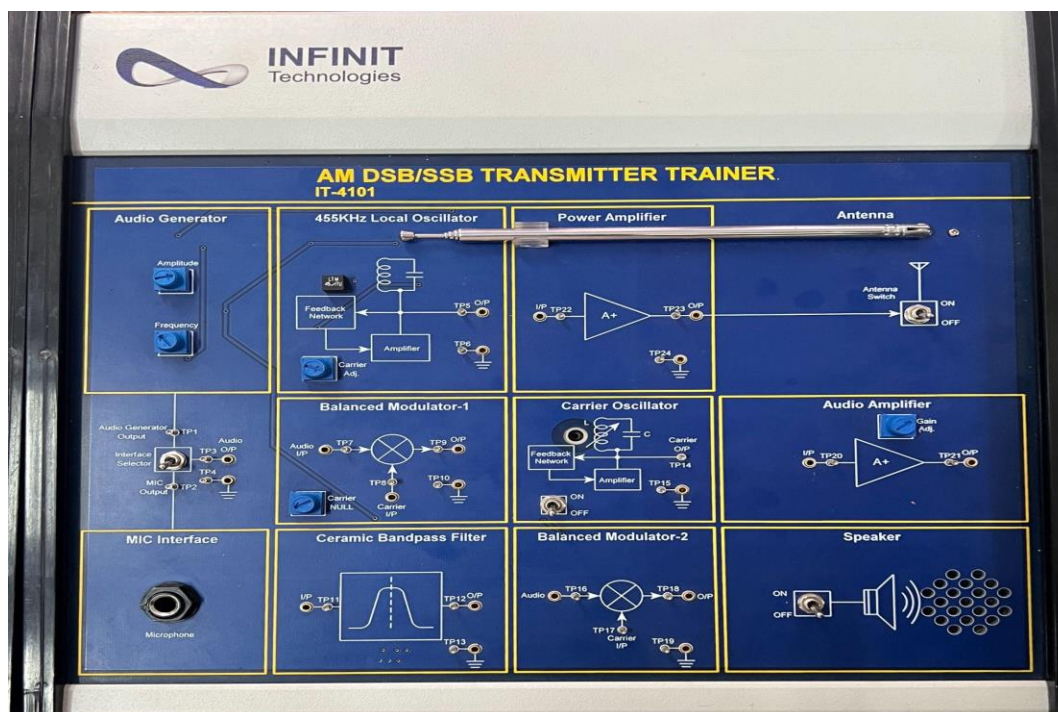 INFINIT
Technologies
AM DSB/SSB TRANSMITTER TRAINER
IT-4101
Audio Generator
Amplitude
Frequency
455KHz Local Oscillator
Feedback
Network
Amplifier
Carrier
Adj.
TP5 O/P
TP6
Power Amplifier
I/P
TP22
A+
TP23 O/P
TP24
Antenna
Antenna
Switch
ON
OFF
Audio Generator
Output
TP1
Interface
Selector
Audio
TP3 O/P
TP4
MIC
Output
TP2
Balanced Modulator-1
Audio
I/P
TP7
TP9 O/P
TP8
Carrier
I/P
TP10
Carrier
NULL
Carrier Oscillator
L
C
Feedback
Network
Amplifier
Carrier
O/P
TP14
TP15
ON
OFF
Audio Amplifier
Gain
Adj.
I/P
TP20
A+
TP21 O/P
MIC Interface
Microphone
Ceramic Bandpass Filter
I/P TP11
TP12 O/P
TP13
Balanced Modulator-2
Audio
TP16
TP18
O/P
TP17
Carrier
I/P
TP19
Speaker
ON
OFF